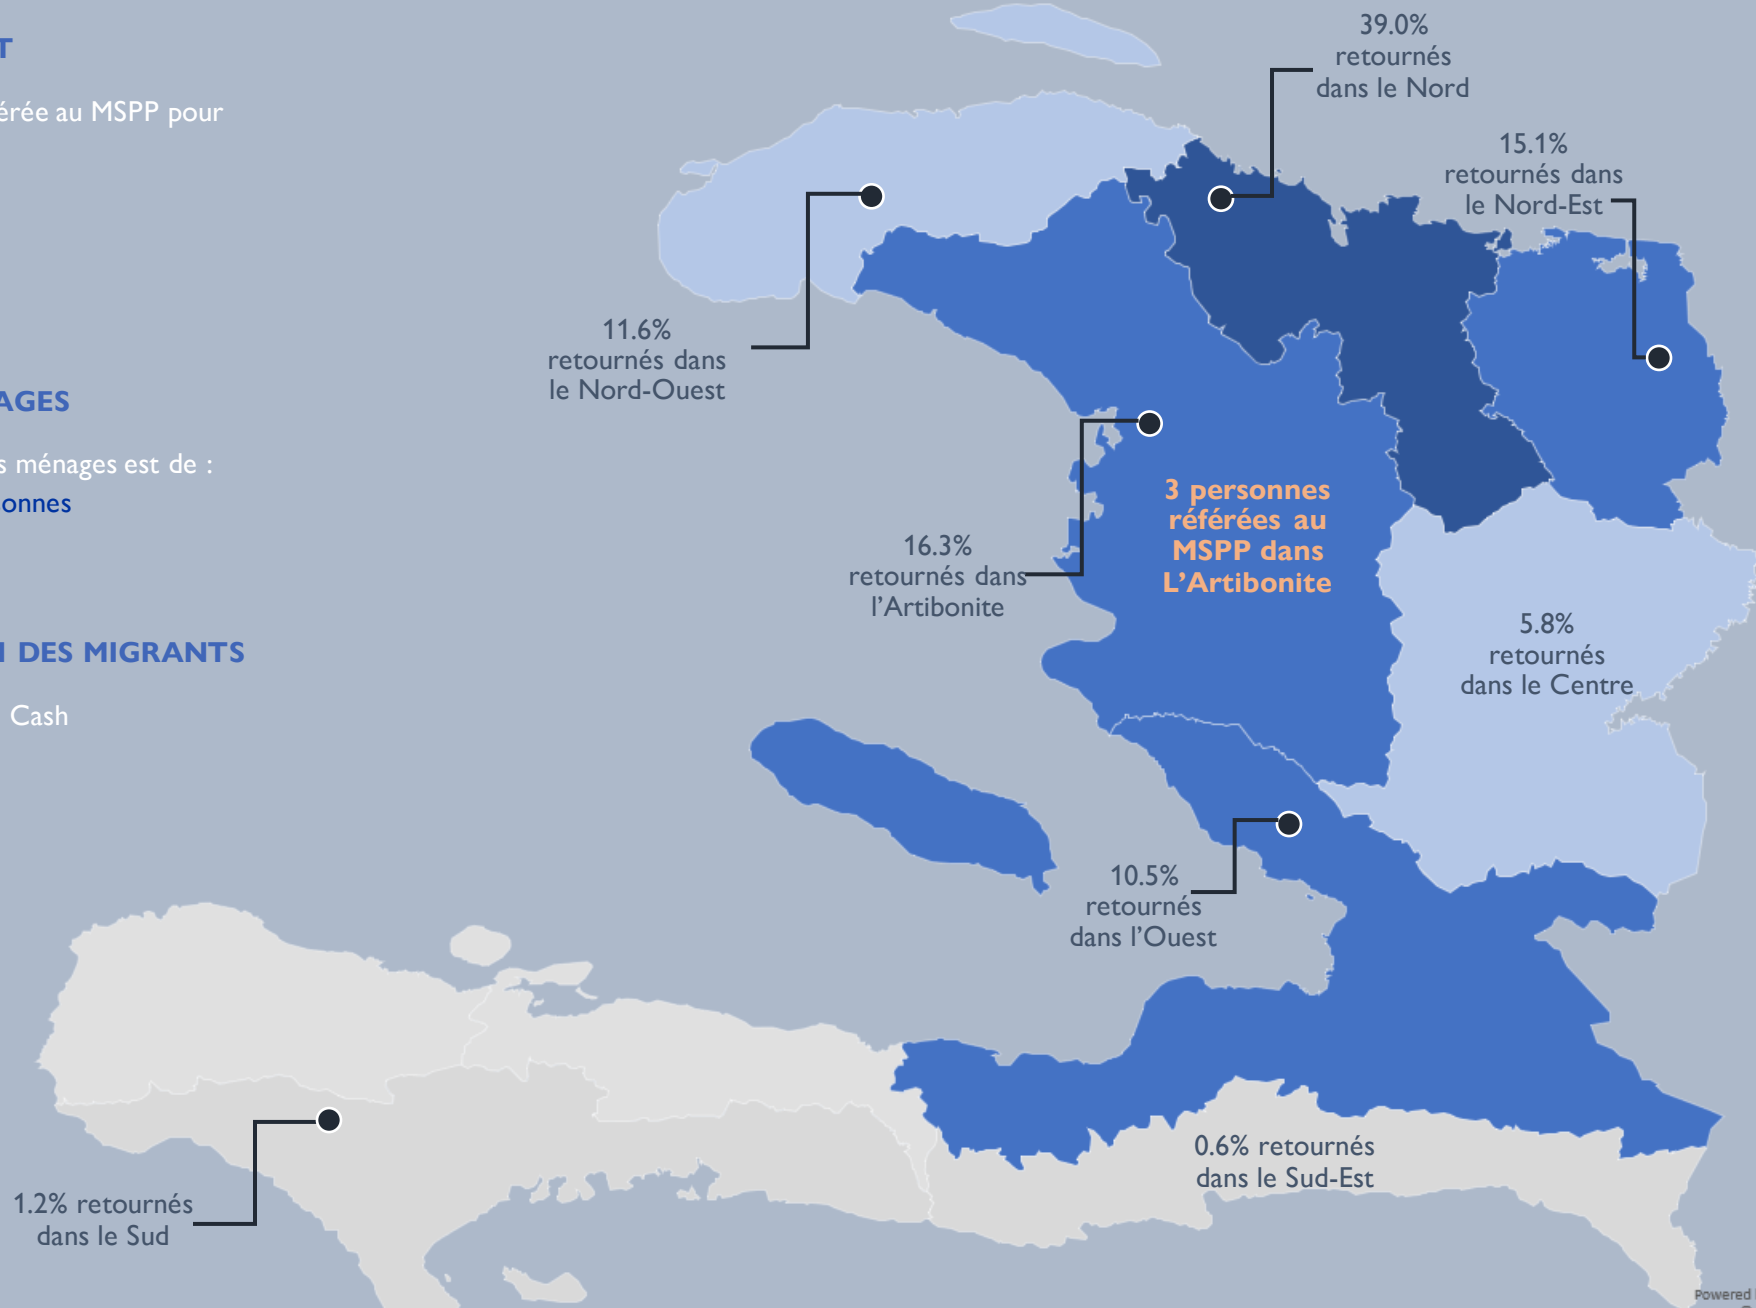 T
érée au MSPP pour
AGES
s ménages est de :
onnes
DES MIGRANTS
Cash
39.0%
retournés
dans le Nord
15.1%
retournés dans
le Nord-Est
11.6%
retournés dans
le Nord-Ouest
16.3%
retournés dans
l’Artibonite
3 personnes
référées au
MSPP dans
L’Artibonite
5.8%
retournés
dans le Centre
10.5%
retournés
dans l’Ouest
0.6% retournés
dans le Sud-Est
1.2% retournés
dans le Sud
Powered